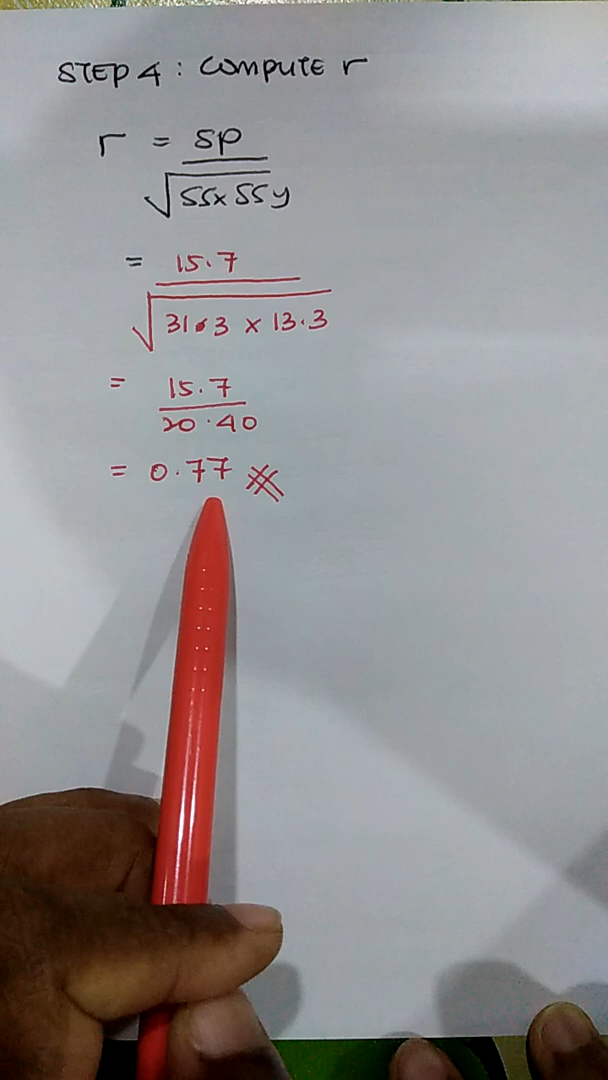 STEP 4 : COMPUTE r
r = SP
√SSx SSy
= 15.7
√31.3 x 13.3
= 15.7
20.40
= 0.77